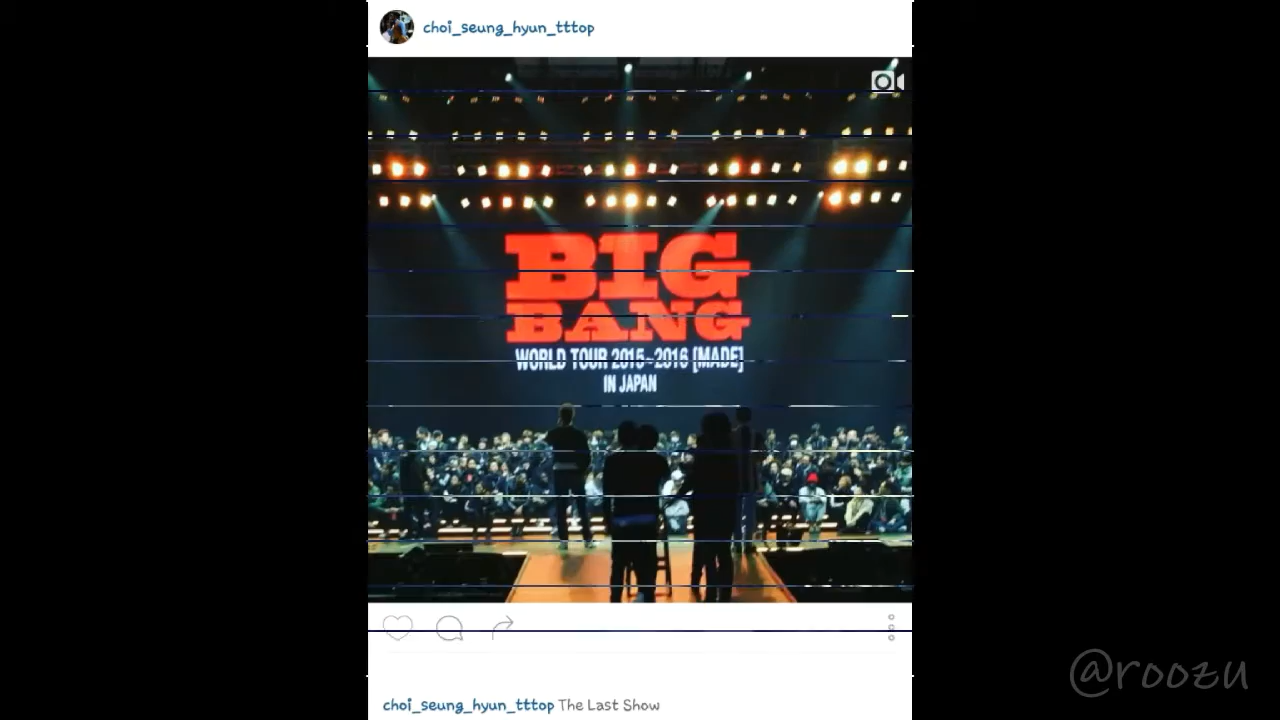 choi_seung_hyun_tttop
BIG
BANG
WORLD TOUR 2015~2016 [MADE]
IN JAPAN
choi_seung_hyun_tttop The Last Show
@roozu